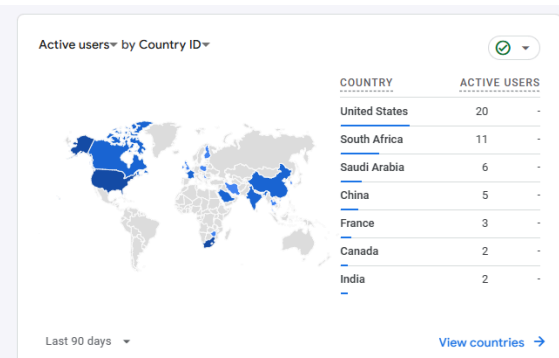 Active users by Country ID
COUNTRY ACTIVE USERS
United States 20 -
South Africa 11 -
Saudi Arabia 6 -
China 5 -
France 3 -
Canada 2 -
India 2 -
Last 90 days View countries →